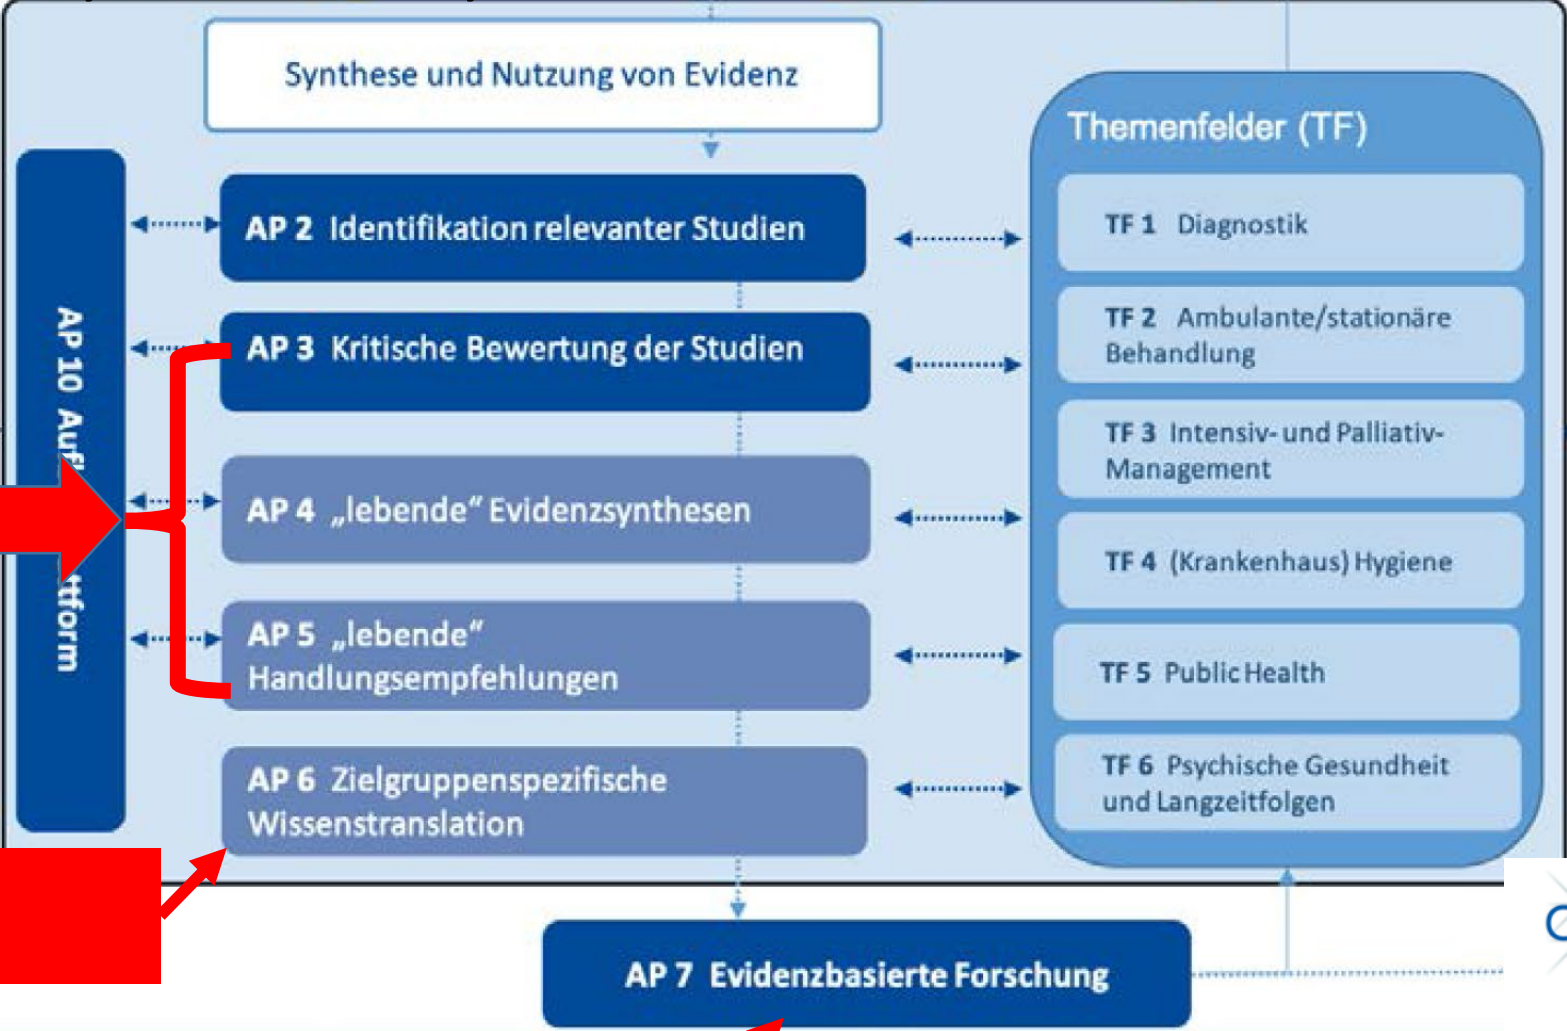 Synthese und Nutzung von Evidenz
AP 10 Aufl
ttform
AP 2 Identifikation relevanter Studien
AP 3 Kritische Bewertung der Studien
AP 4 „lebende“ Evidenzsynthesen
AP 5 „lebende“
Handlungsempfehlungen
AP 6 Zielgruppenspezifische
Wissenstranslation
AP 7 Evidenzbasierte Forschung
Themenfelder (TF)
TF 1 Diagnostik
TF 2 Ambulante/stationäre
Behandlung
TF 3 Intensiv- und Palliativ-
Management
TF 4 (Krankenhaus) Hygiene
TF 5 Public Health
TF 6 Psychische Gesundheit
und Langzeitfolgen